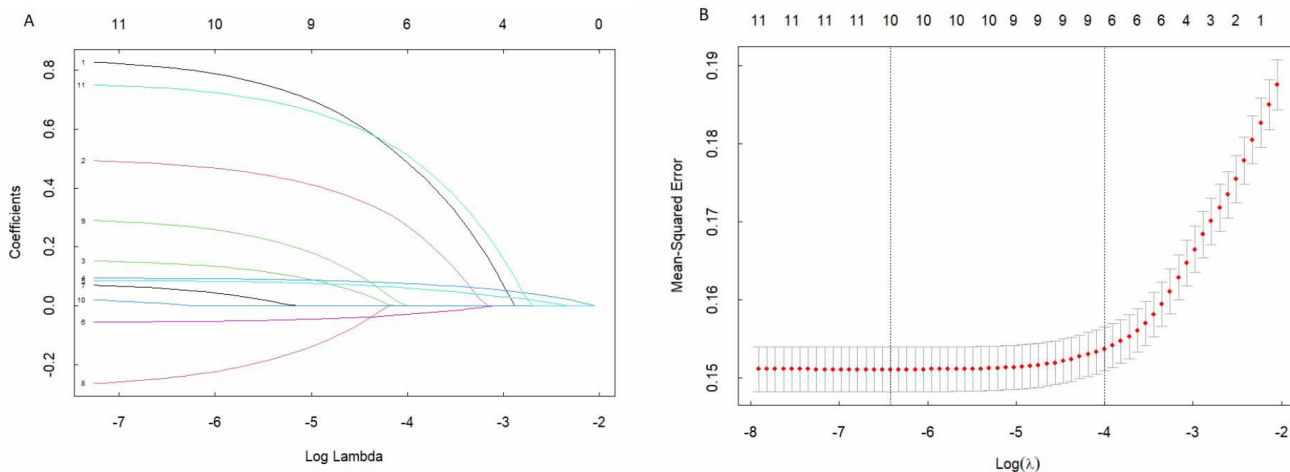 A
11 10 9 6 4 0
Coefficients
0.8
0.6
0.4
0.2
0.0
-0.2
1
11
2
9
3
7
10
6
8
-7 -6 -5 -4 -3 -2
Log Lambda
B
11 11 11 11 10 10 10 10 9 9 9 9 6 6 6 4 3 2 1
Mean-Squared Error
0.19
0.18
0.17
0.16
0.15
-8 -7 -6 -5 -4 -3 -2
Log(λ)